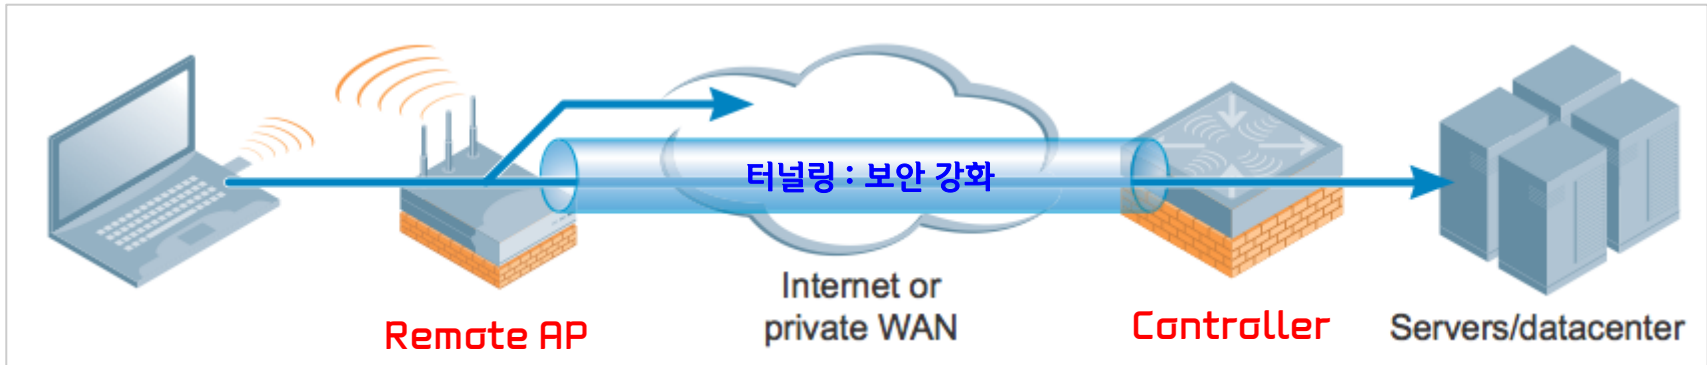 터널링 : 보안 강화
Internet or
private WAN
Remote AP
Controller
Servers/datacenter